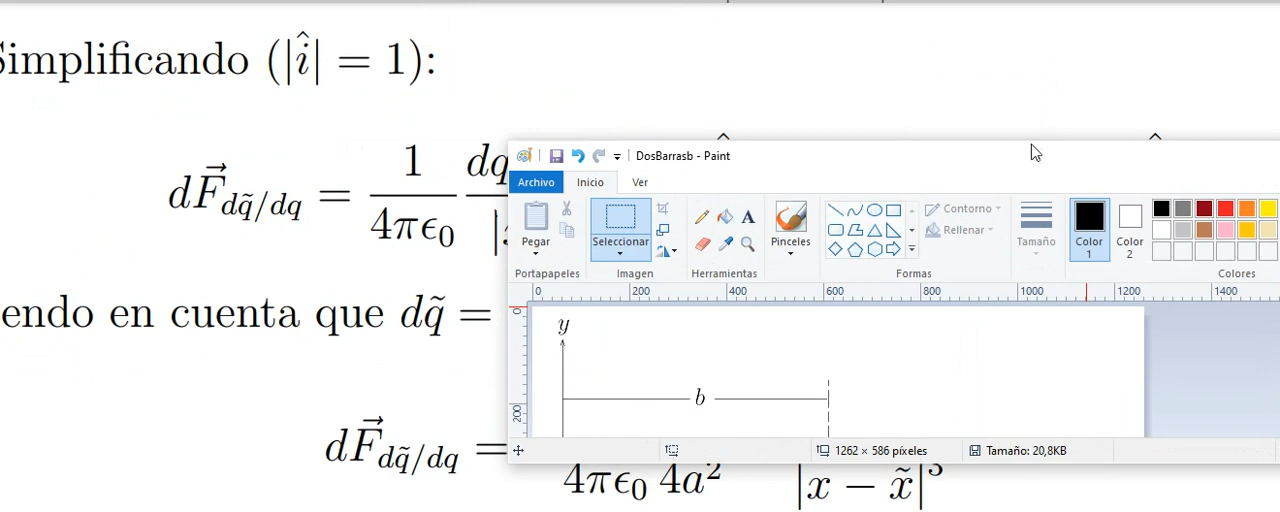 Simplificando (|î| = 1):
dF⃗_{dq̃/dq} = 1/(4πϵ₀) dq
endo en cuenta que dq̃ =
dF⃗_{dq̃/dq} =
4πϵ₀ 4a² |x − x̃|³
DosBarrasb - Paint
Archivo Inicio Ver
Pegar Seleccionar Pinceles Contorno Rellenar Tamaño Color 1 Color 2
Portapapeles Imagen Herramientas Formas Colores
0 200 400 600 800 1000 1200 1400
0
y
b
200
1262 × 586 píxeles Tamaño: 20,8KB